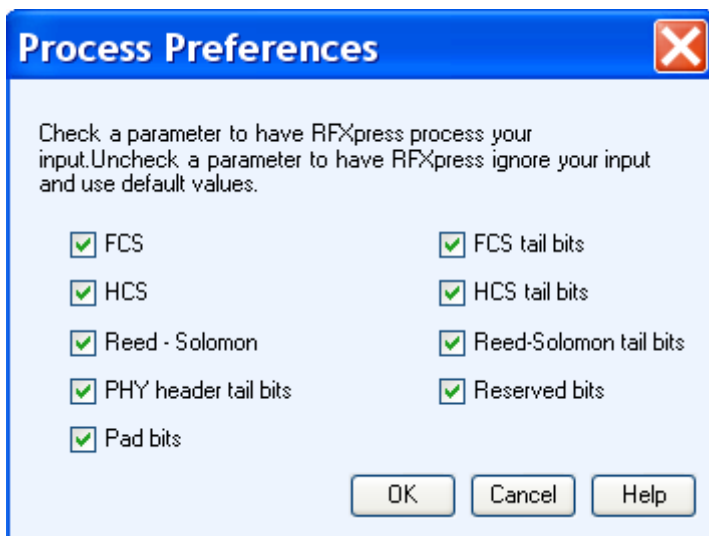 Process Preferences
Check a parameter to have RFXpress process your
input.Uncheck a parameter to have RFXpress ignore your input
and use default values.
FCS
FCS tail bits
HCS
HCS tail bits
Reed - Solomon
Reed-Solomon tail bits
PHY header tail bits
Reserved bits
Pad bits
OK
Cancel
Help